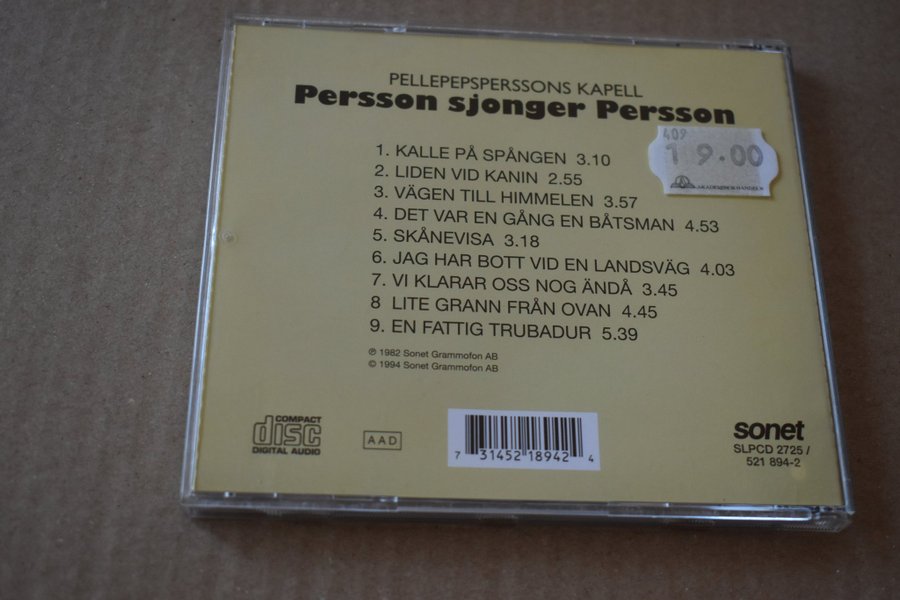 PELLEPEPSPERSSONS KAPELL
Persson sjonger Persson
409
1 9.00
AKADEMIBOKHANDELN
1. KALLE PÅ SPÅNGEN 3.10
2. LIDEN VID KANIN 2.55
3. VÄGEN TILL HIMMELEN 3.57
4. DET VAR EN GÅNG EN BÅTSMAN 4.53
5. SKÅNEVISA 3.18
6. JAG HAR BOTT VID EN LANDSVÄG 4.03
7. VI KLARAR OSS NOG ÄNDÅ 3.45
8 LITE GRANN FRÅN OVAN 4.45
9. EN FATTIG TRUBADUR 5.39
℗ 1982 Sonet Grammofon AB
© 1994 Sonet Grammofon AB
COMPACT
disc
DIGITAL AUDIO
AAD
7 31452 18942 4
sonet
SLPCD 2725 /
521 894-2